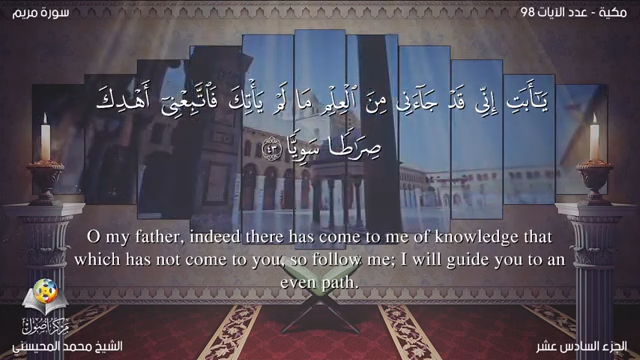 سورة مريم
مكية - عدد الآيات 98
يَـٰٓأَبَتِ إِنِّى قَدْ جَآءَنِى مِنَ ٱلْعِلْمِ مَا لَمْ يَأْتِكَ فَٱتَّبِعْنِىٓ أَهْدِكَ
صِرَٰطًا سَوِيًّا ٤٣
O my father, indeed there has come to me of knowledge that
which has not come to you, so follow me; I will guide you to an
even path.
الشيخ محمد المحيسني
الجزء السادس عشر